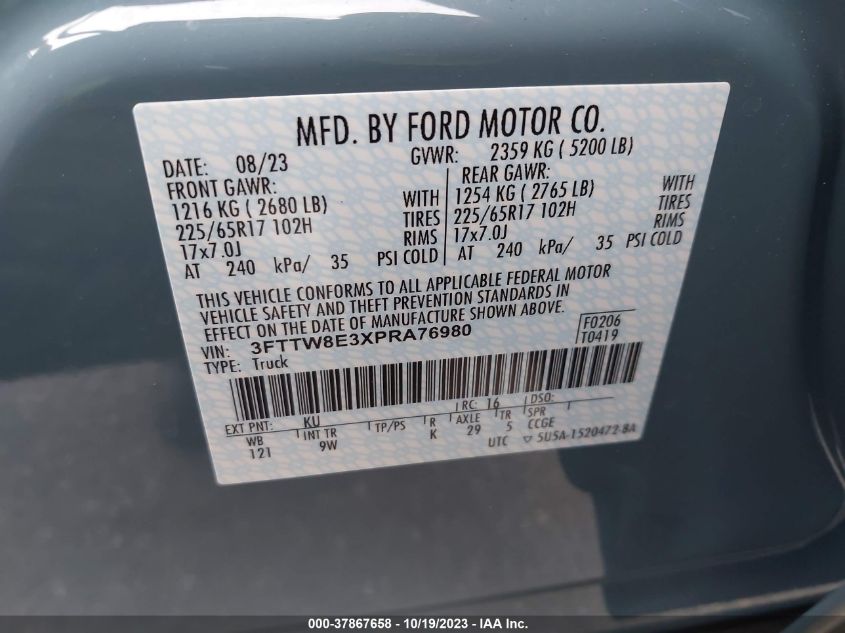 MFD. BY FORD MOTOR CO.
DATE: 08/23 GVWR: 2359 KG ( 5200 LB)
FRONT GAWR: REAR GAWR:
1216 KG ( 2680 LB) WITH 1254 KG ( 2765 LB) WITH
225/65R17 102H TIRES 225/65R17 102H TIRES
17x7.0J RIMS 17x7.0J RIMS
AT 240 kPa/ 35 PSI COLD AT 240 kPa/ 35 PSI COLD
THIS VEHICLE CONFORMS TO ALL APPLICABLE FEDERAL MOTOR
VEHICLE SAFETY AND THEFT PREVENTION STANDARDS IN
EFFECT ON THE DATE OF MANUFACTURE SHOWN ABOVE.
VIN: 3FTTW8E3XPRA76980 F0206
TYPE: Truck T0419
EXT PNT: KU RC: 16 DSO:
WB INT TR TP/PS R AXLE TR SPR
121 9W K 29 5 CCGE
UTC ▽ 5U5A-1520472-BA
000-37867658 - 10/19/2023 - IAA Inc.